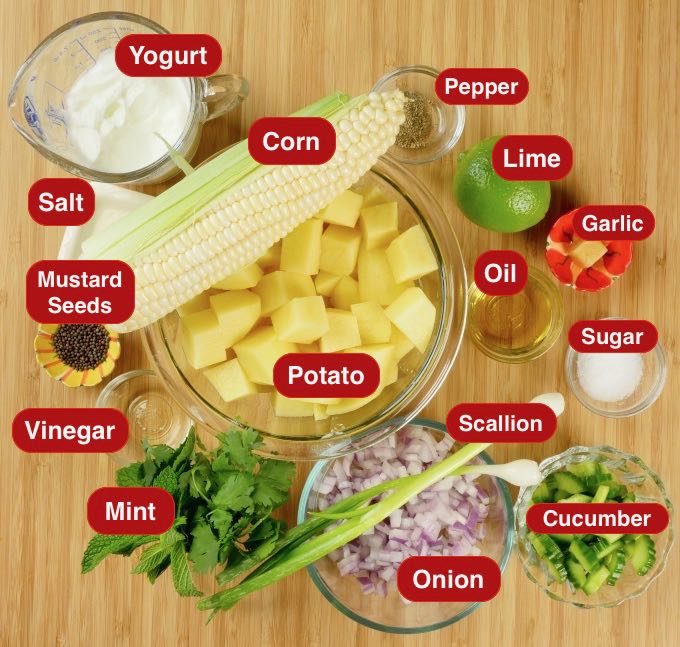 Yogurt
Pepper
Corn
Lime
Salt
Garlic
Oil
Mustard
Seeds
Sugar
Potato
Scallion
Vinegar
Mint
Cucumber
Onion